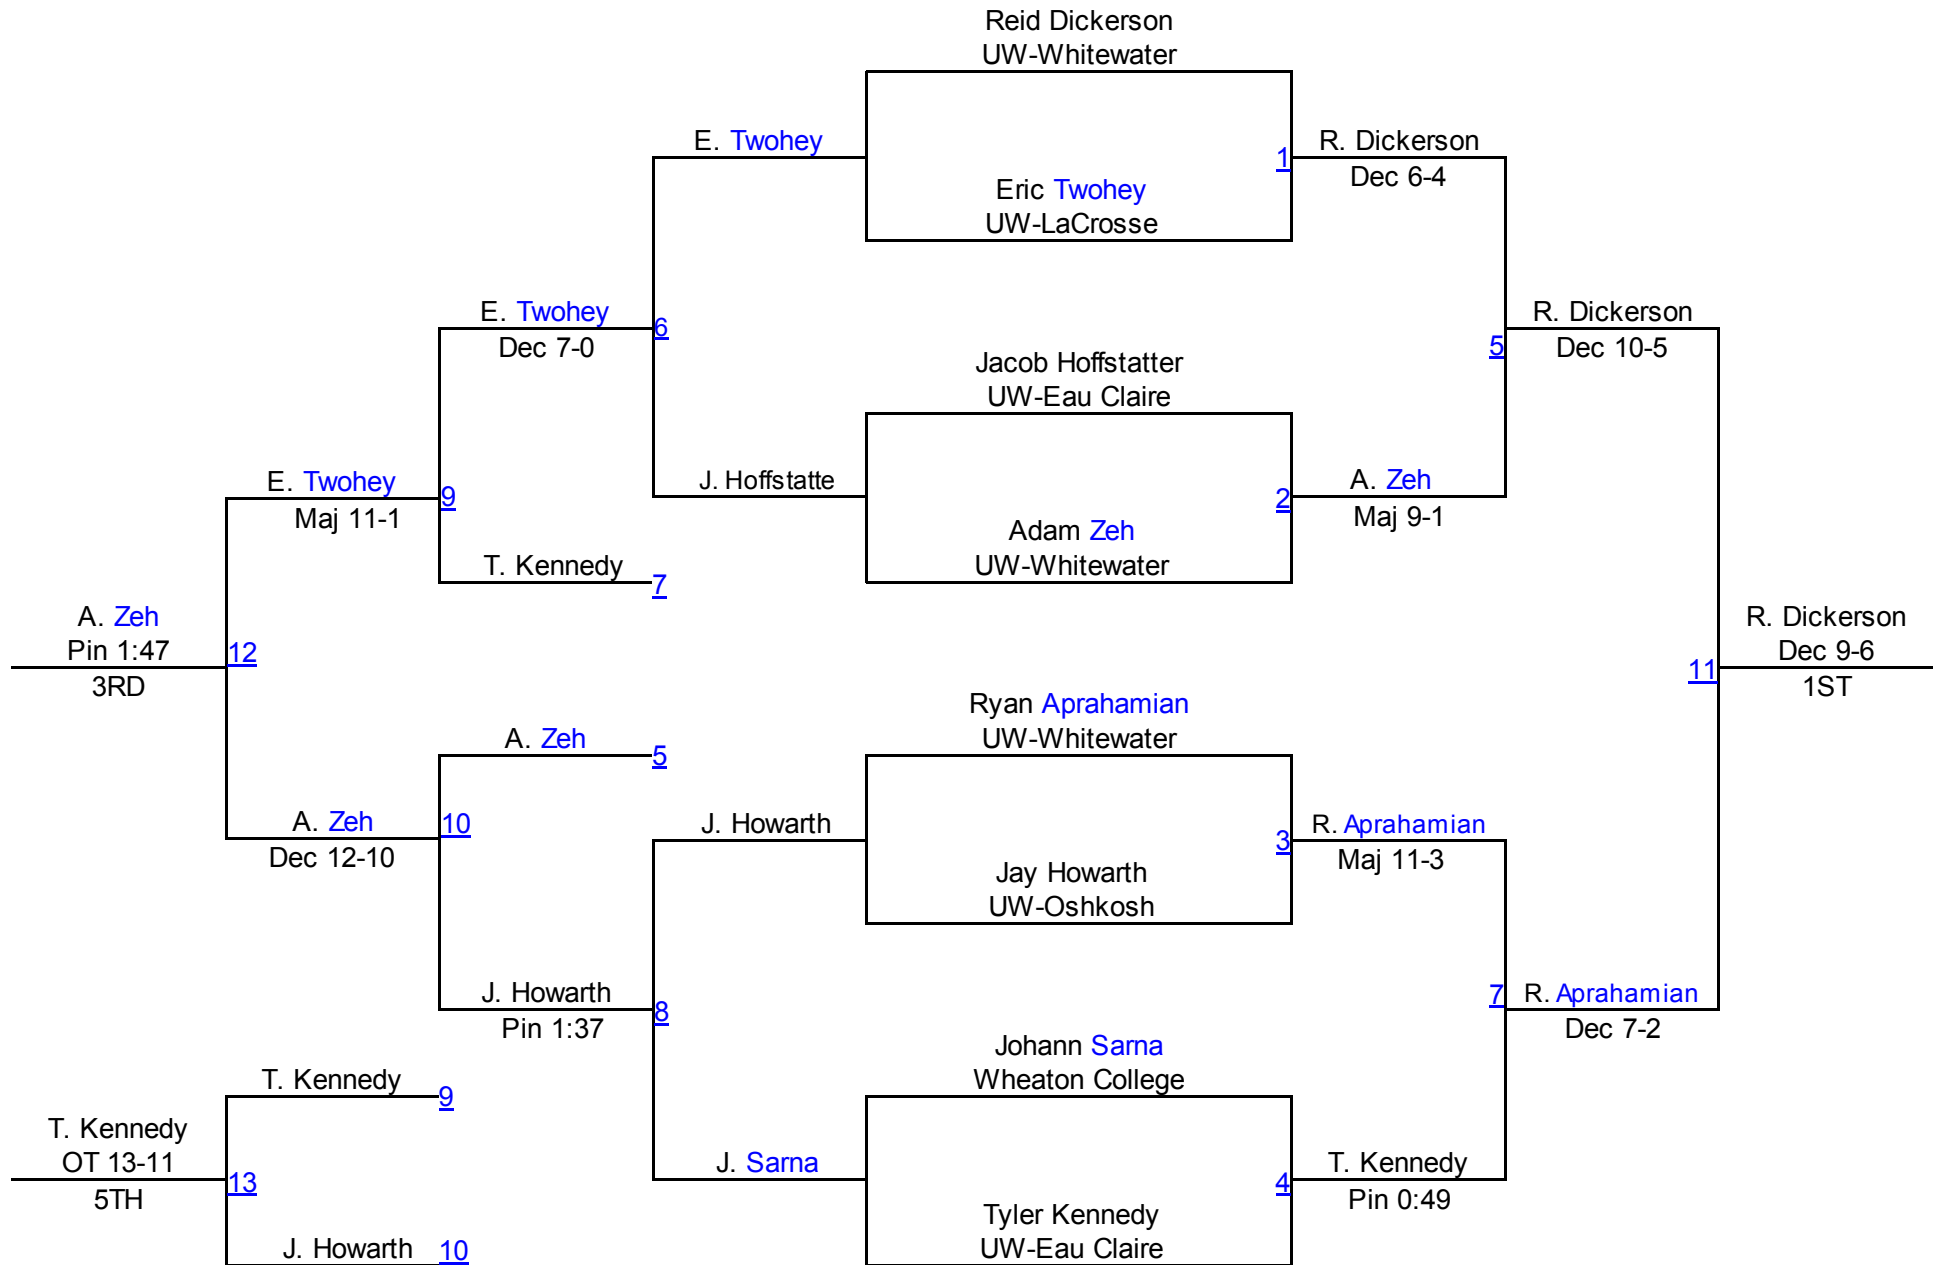 Reid Dickerson
UW-Whitewater
E. Twohey
1
R. Dickerson
Dec 6-4
Eric Twohey
UW-LaCrosse
E. Twohey
Dec 7-0
6
R. Dickerson
Dec 10-5
5
Jacob Hoffstatter
UW-Eau Claire
E. Twohey
Maj 11-1
9
J. Hoffstatte
2
A. Zeh
Maj 9-1
Adam Zeh
UW-Whitewater
T. Kennedy
7
A. Zeh
Pin 1:47
3RD
12
R. Dickerson
Dec 9-6
1ST
11
Ryan Aprahamian
UW-Whitewater
A. Zeh
5
A. Zeh
Dec 12-10
10
J. Howarth
3
R. Aprahamian
Maj 11-3
Jay Howarth
UW-Oshkosh
J. Howarth
Pin 1:37
8
7
R. Aprahamian
Dec 7-2
Johann Sarna
Wheaton College
T. Kennedy
9
T. Kennedy
OT 13-11
5TH
13
J. Sarna
4
T. Kennedy
Pin 0:49
Tyler Kennedy
UW-Eau Claire
J. Howarth
10